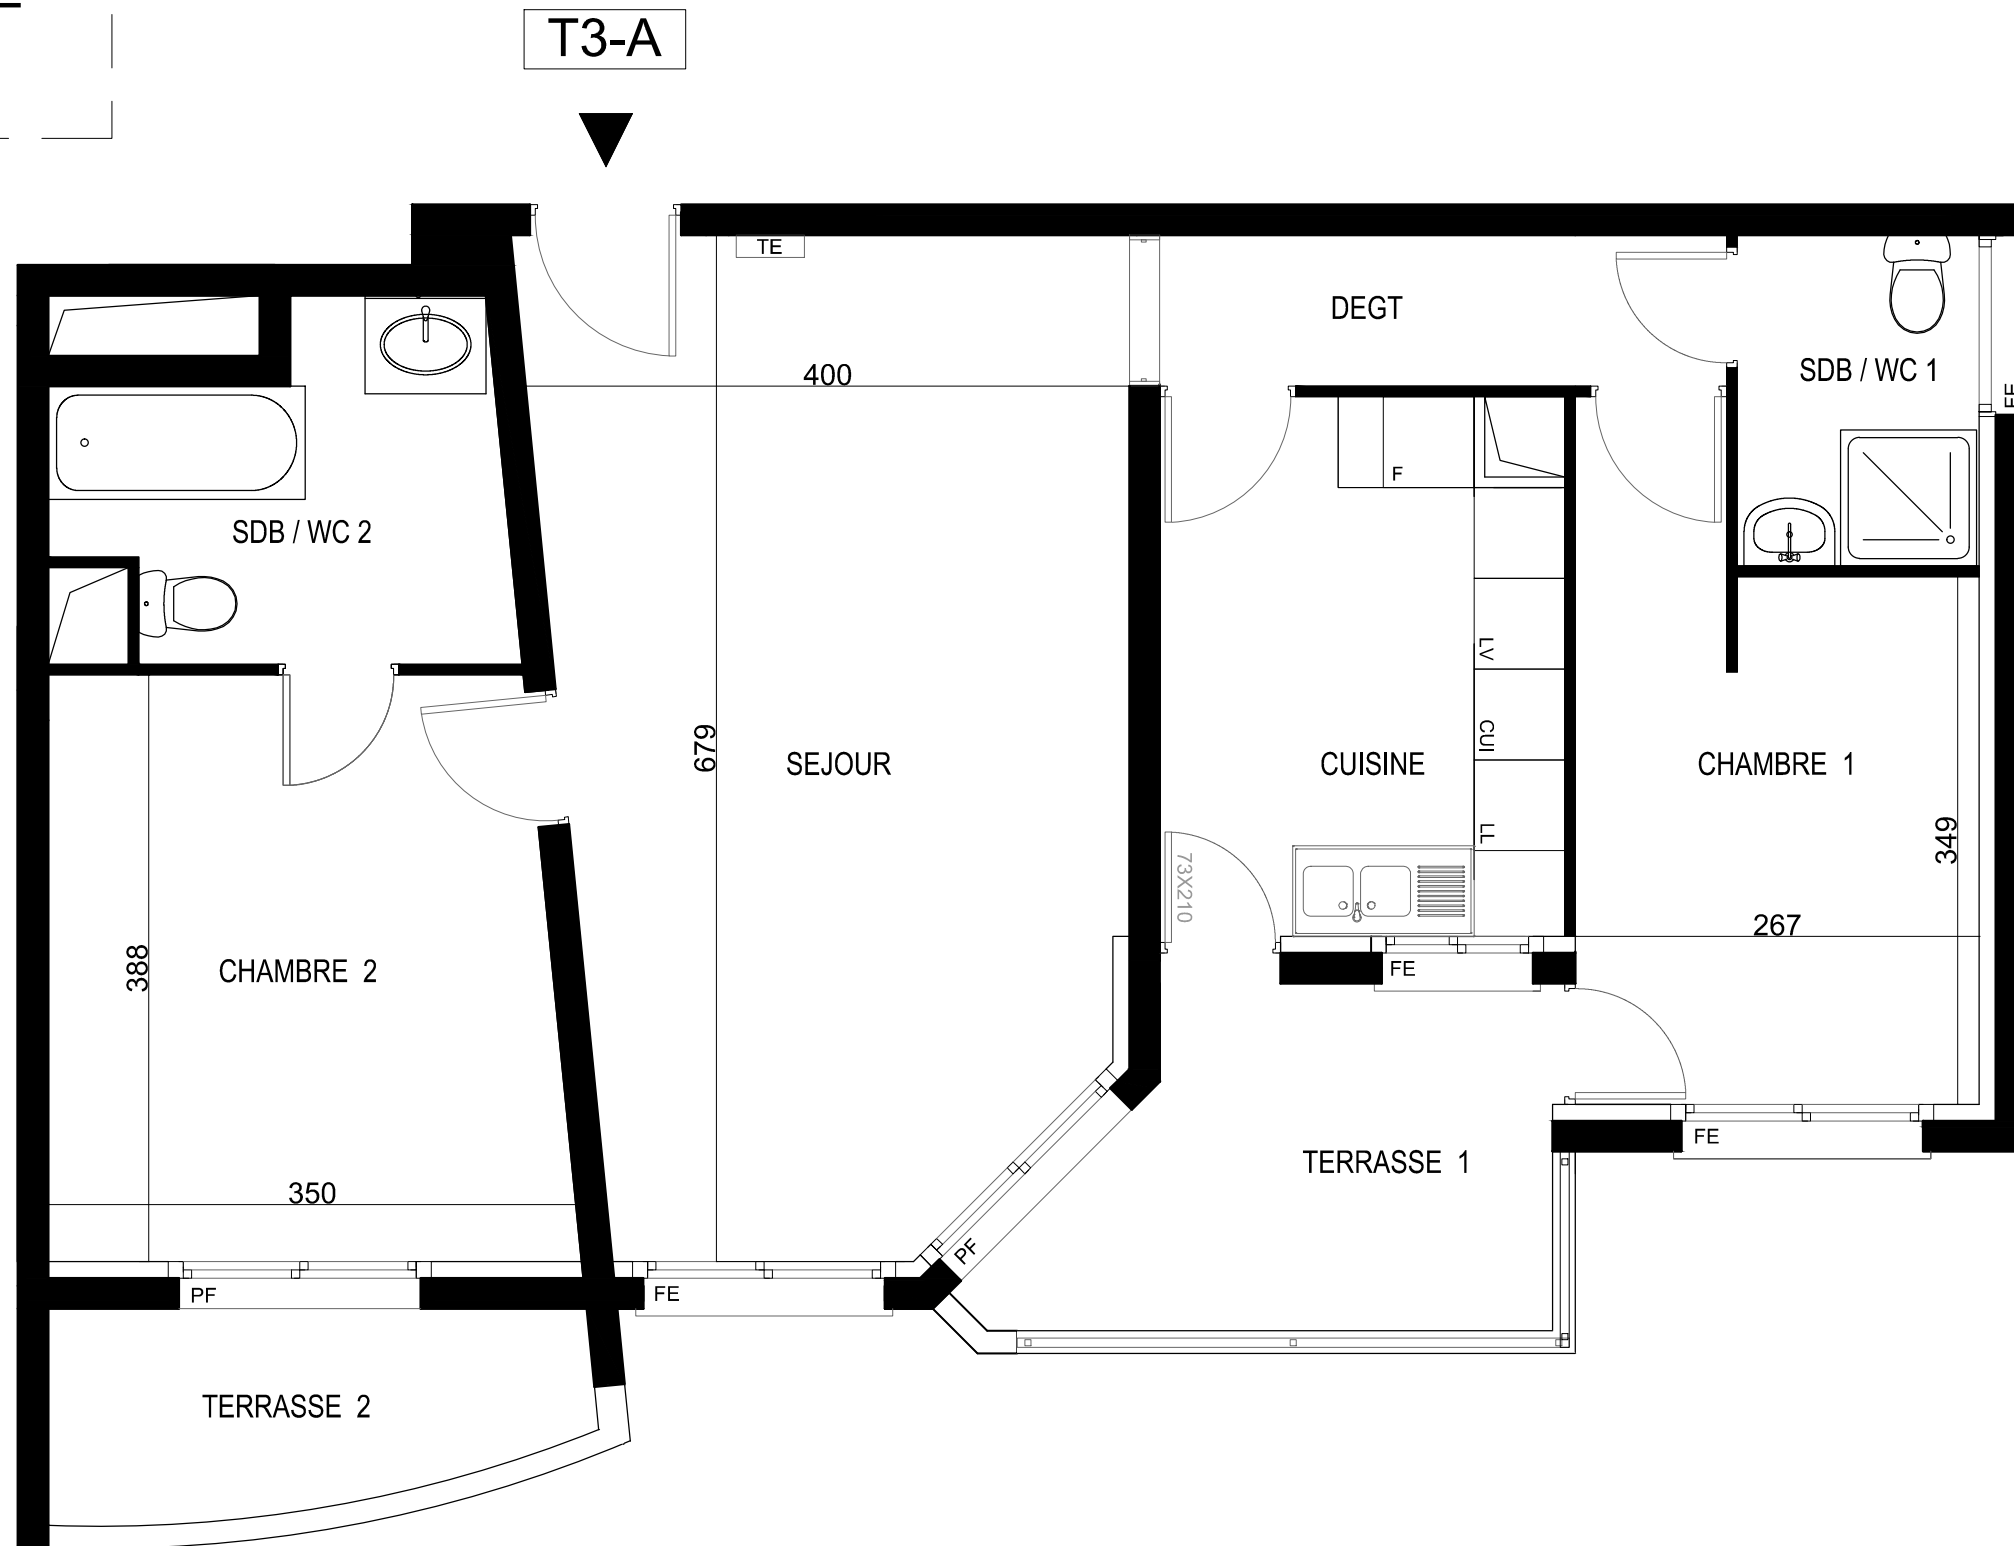 T3-A
TE
DEGT
SDB / WC 1
FE
400
F
SDB / WC 2
LV
679
SEJOUR
CUI
CUISINE
CHAMBRE 1
LL
349
73X210
267
388
CHAMBRE 2
FE
FE
TERRASSE 1
350
PF
PF
FE
TERRASSE 2